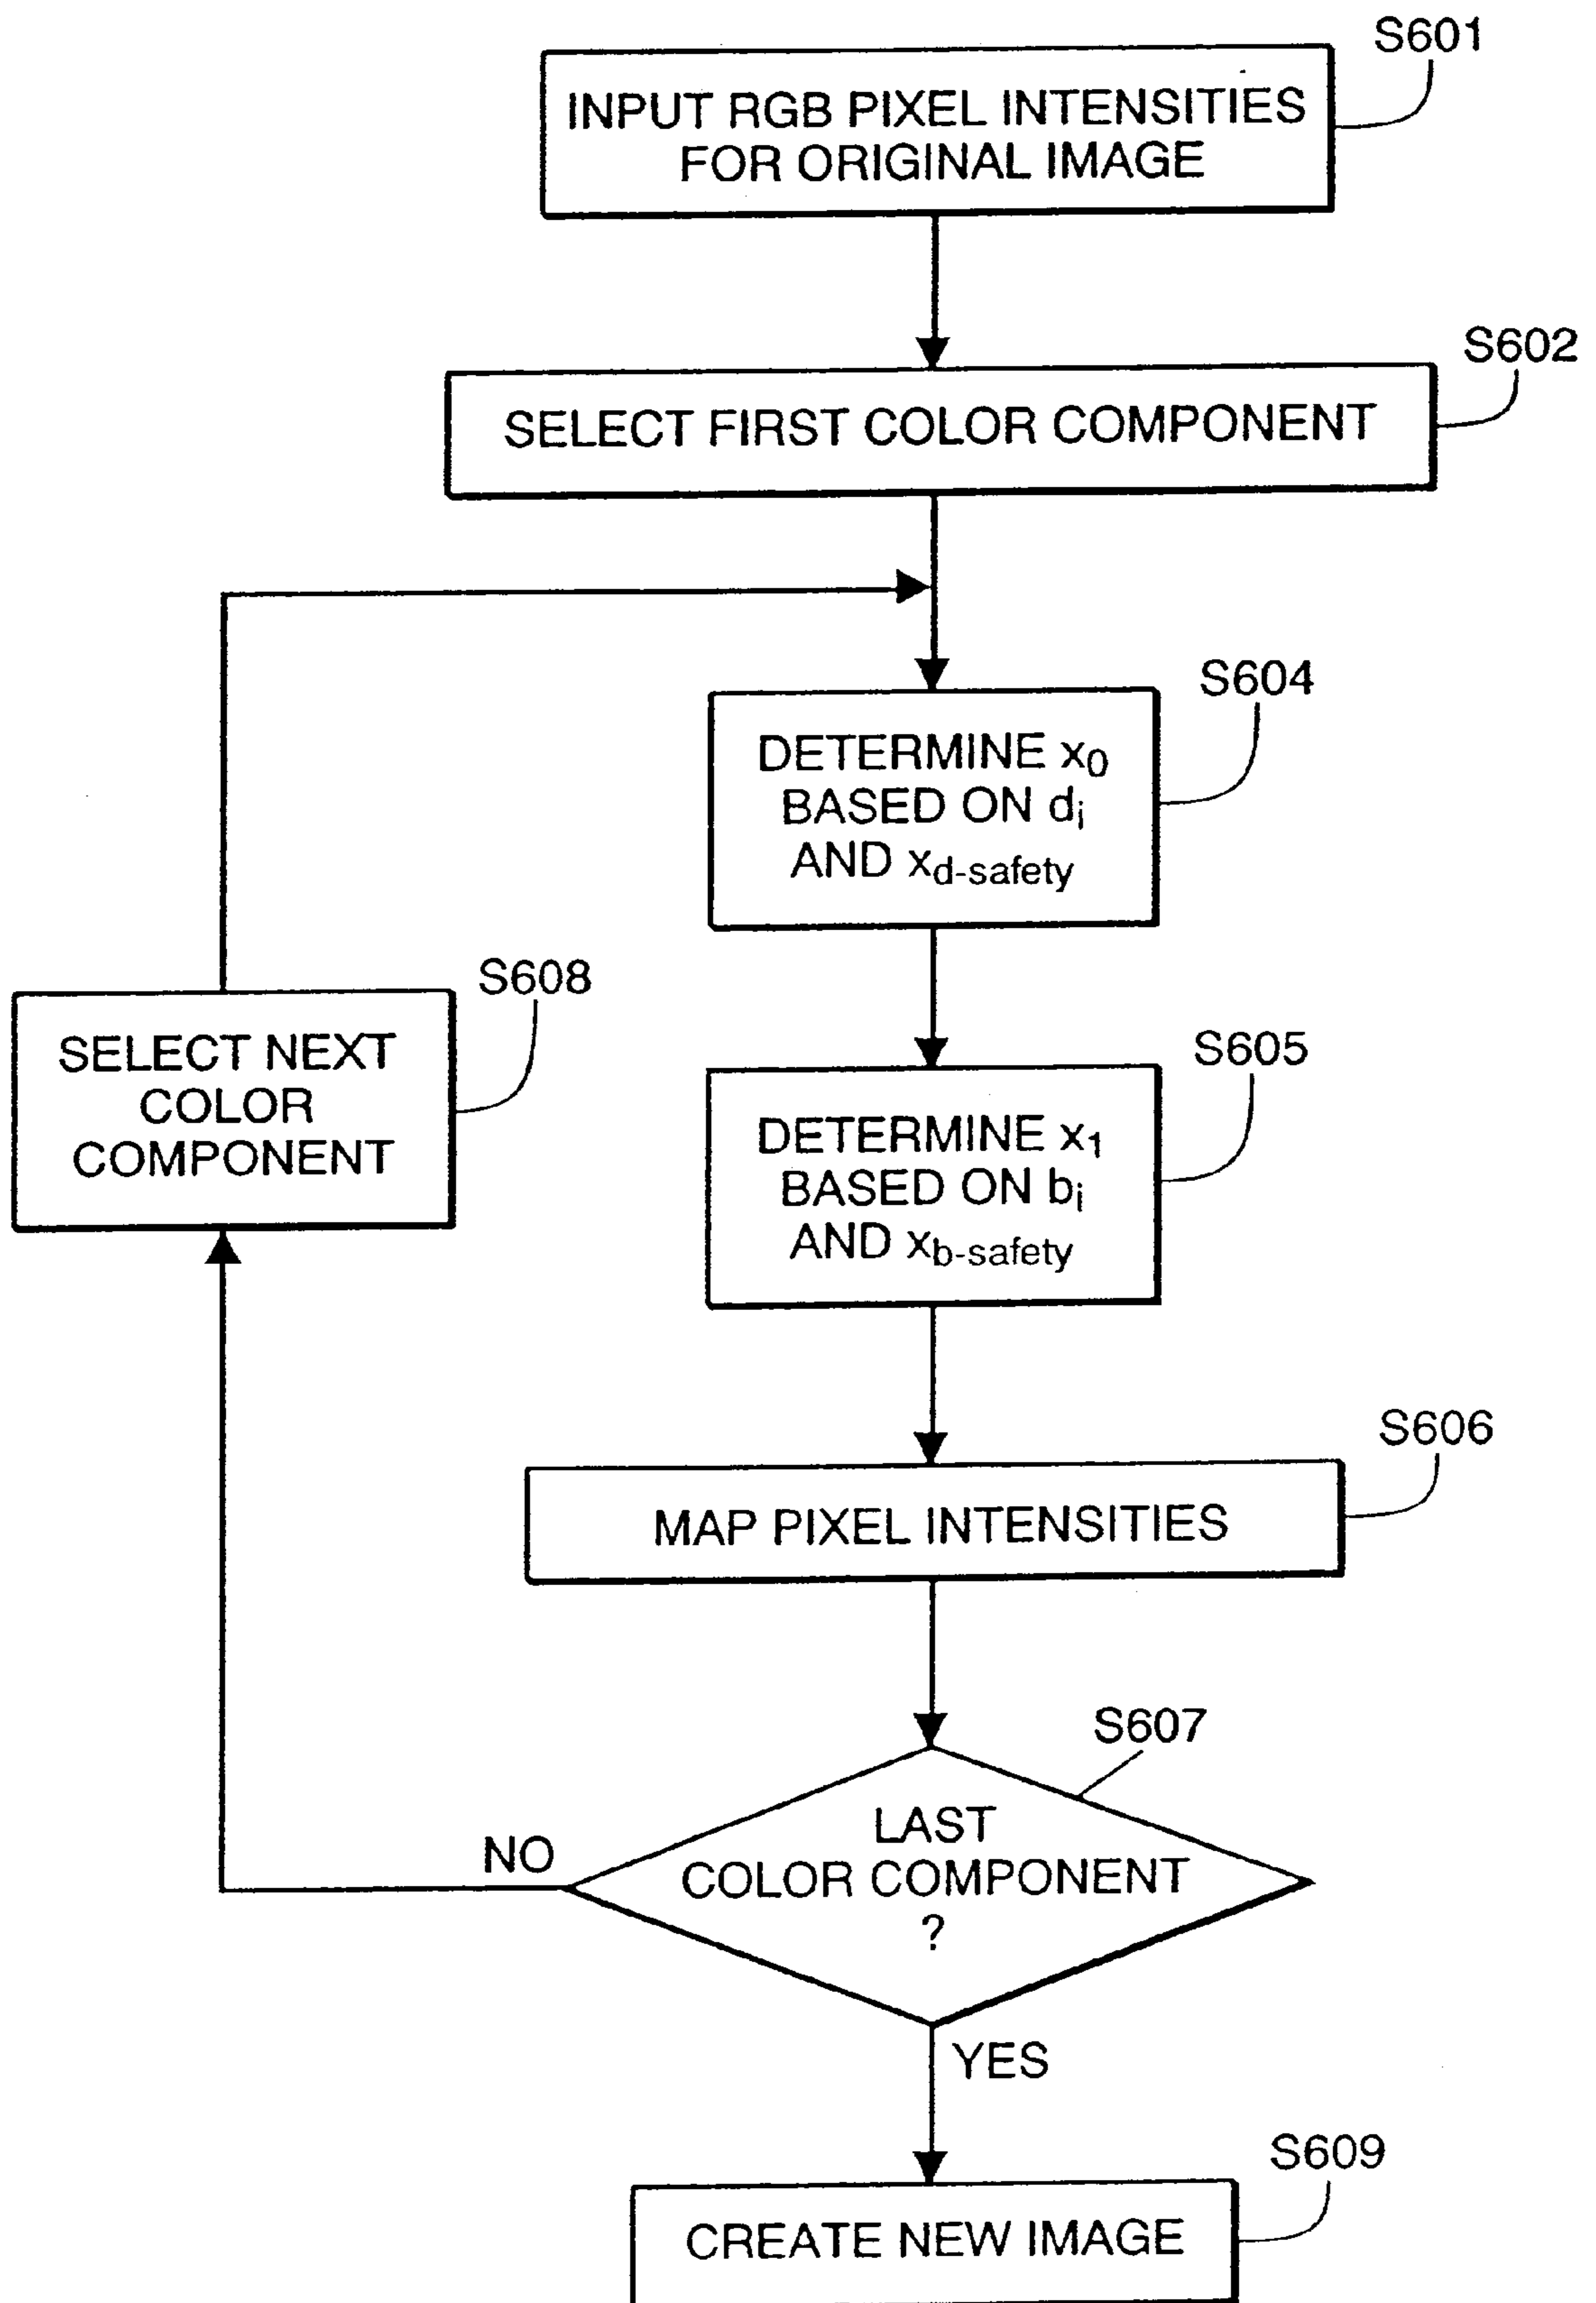 S601
INPUT RGB PIXEL INTENSITIES
FOR ORIGINAL IMAGE
S602
SELECT FIRST COLOR COMPONENT
S604
DETERMINE x0
BASED ON di
AND xd-safety
S608
SELECT NEXT
COLOR
COMPONENT
S605
DETERMINE x1
BASED ON bi
AND xb-safety
S606
MAP PIXEL INTENSITIES
S607
LAST
COLOR COMPONENT
?
NO
YES
S609
CREATE NEW IMAGE